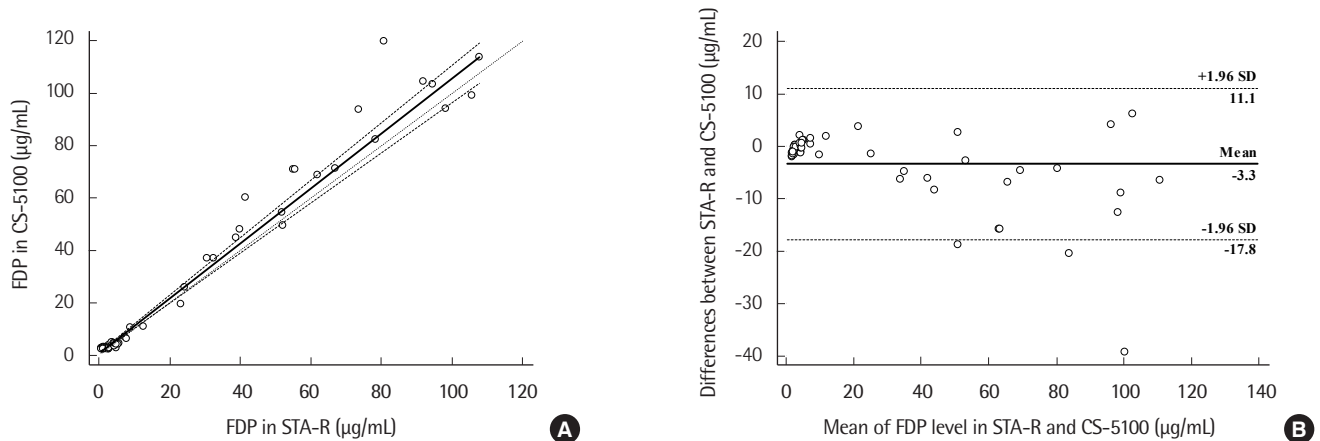 120
100
80
60
40
20
0
FDP in CS-5100 (µg/mL)
0 20 40 60 80 100 120
FDP in STA-R (µg/mL)
A
20
10
0
-10
-20
-30
-40
Differences between STA-R and CS-5100 (µg/mL)
+1.96 SD
11.1
Mean
-3.3
-1.96 SD
-17.8
0 20 40 60 80 100 120 140
Mean of FDP level in STA-R and CS-5100 (µg/mL)
B